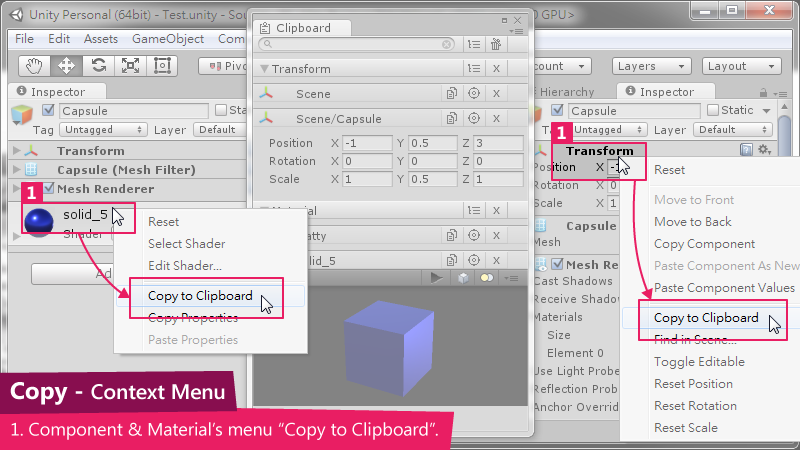 Unity Personal (64bit) - Test.unity - Sou
GPU>
File Edit Assets GameObject Com
Pivo
ount
Layers
Layout
Inspector
Capsule
Sta
Tag Untagged Layer Default
Transform
Capsule (Mesh Filter)
Mesh Renderer
1
solid_5
Shader
Ad
Reset
Select Shader
Edit Shader...
Copy to Clipboard
Copy Properties
Paste Properties
Clipboard
Transform
X
Scene
X
Scene/Capsule
X
Position X -1 Y 0.5 Z 3
Rotation X 0 Y 0 Z 0
Scale X 1 Y 0.5 Z 1
Material
X
atty
X
lid_5
X
Hierarchy
Inspector
Capsule
Static
Tag Untagged Layer Default
1
Transform
Position X -1
Rotation X 0
Scale X 1
Capsule
Mesh
Mesh Re
Cast Shadows
Receive Shadow
Materials
Size
Element 0
Use Light Probe
Reflection Prob
Anchor Overrid
Reset
Move to Front
Move to Back
Copy Component
Paste Component As New
Paste Component Values
Copy to Clipboard
Find in Scene...
Toggle Editable
Reset Position
Reset Rotation
Reset Scale
Copy - Context Menu
1. Component & Material's menu “Copy to Clipboard”.